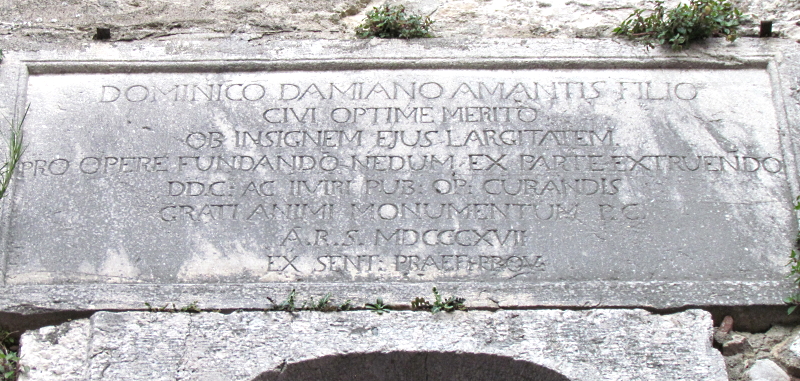 DOMINICO DAMIANO AMANTIS FILIO
CIVI OPTIME MERITO
OB INSIGNEM EJUS LARGITATEM
PRO OPERE FUNDANDO NEDUM EX PARTE EXTRUENDO
DDC: AC IIVIRI PUB: OP: CURANDIS
GRATI ANIMI MONUMENTUM P.C.
A.R.S. MDCCCXVII
EX SENT: PRAEF: PROV: